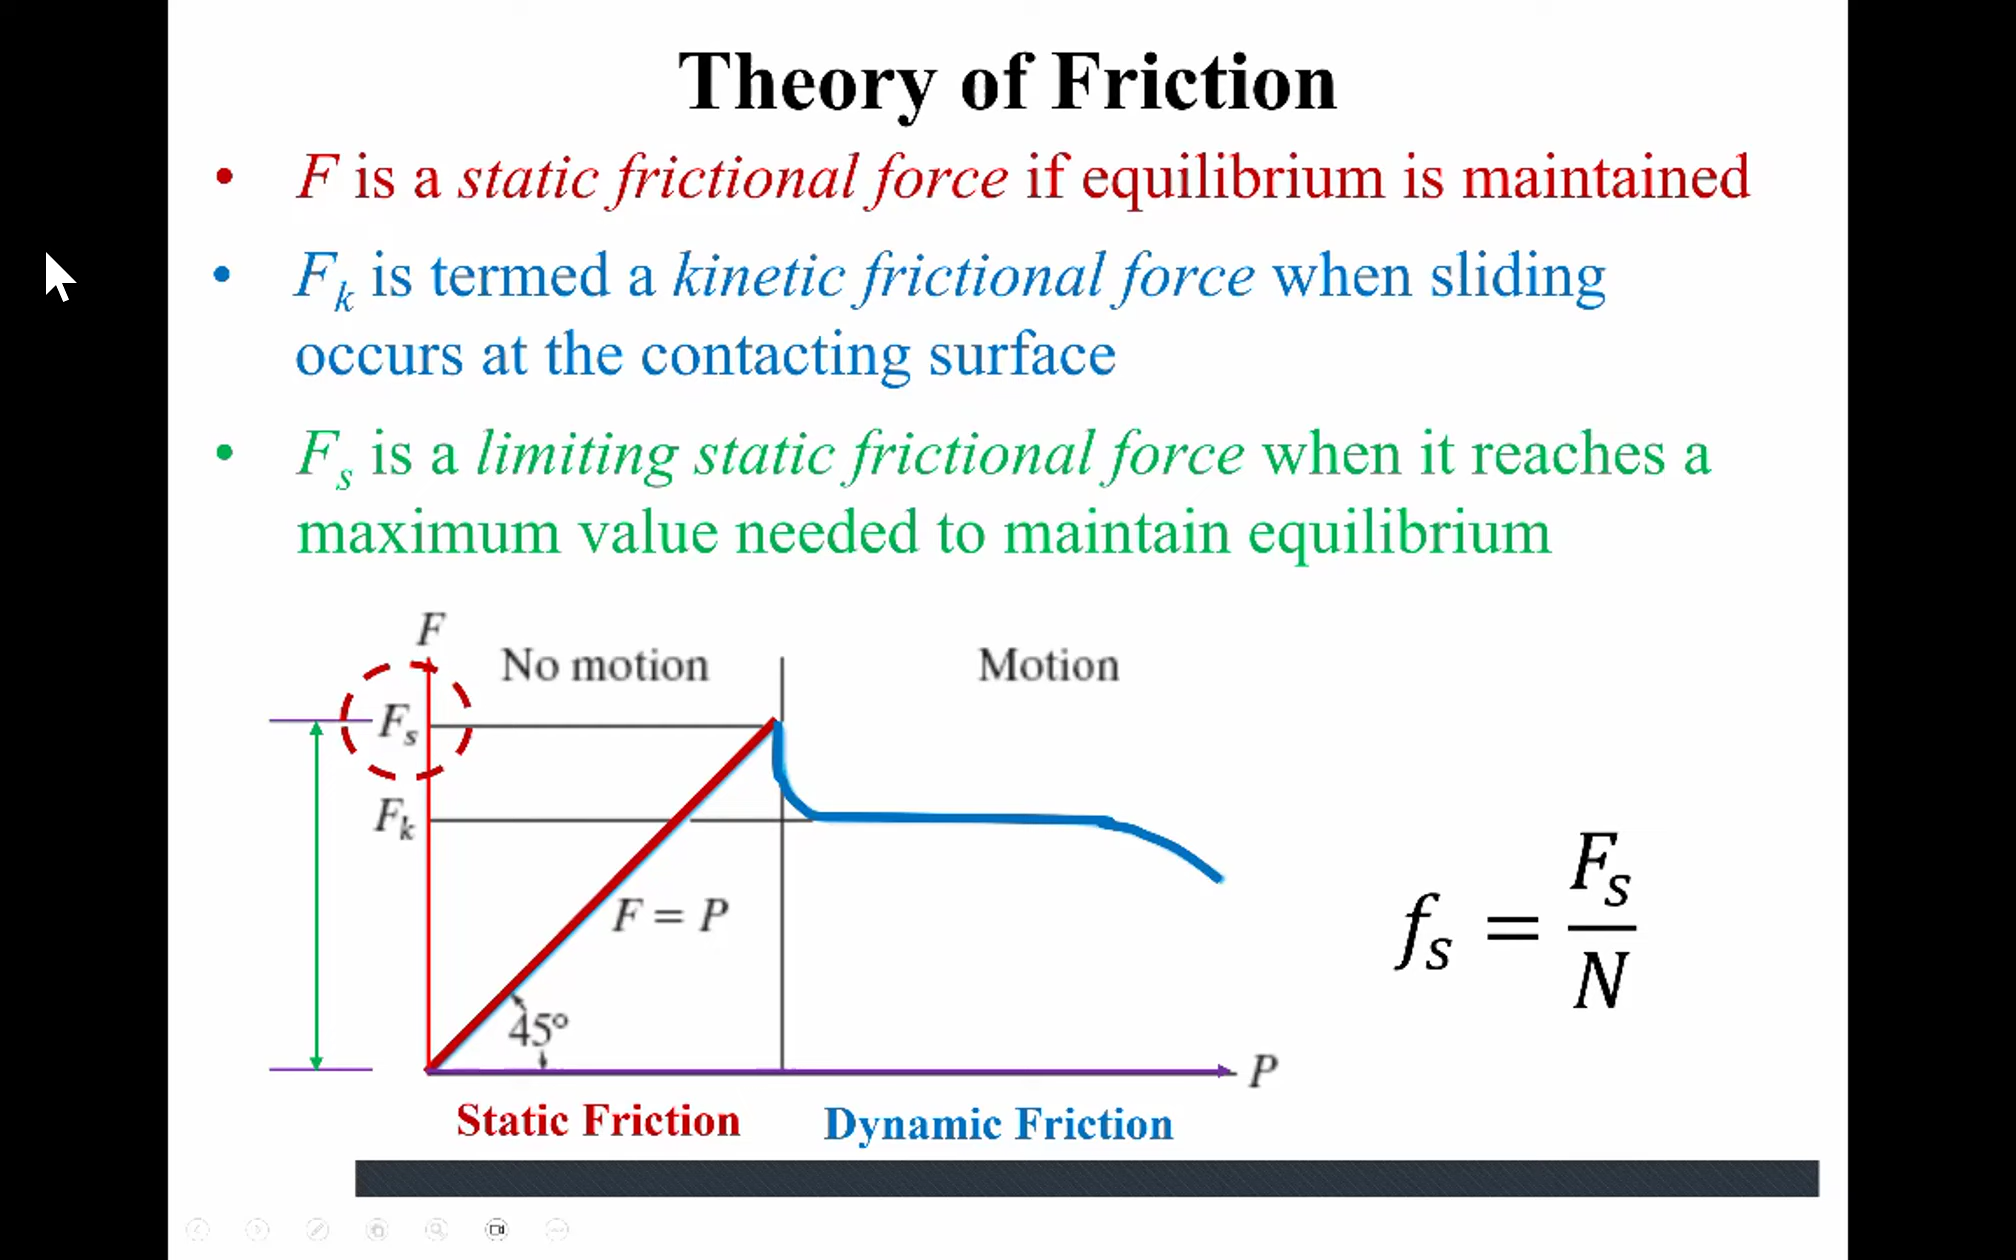 Theory of Friction
• F is a static frictional force if equilibrium is maintained
• Fk is termed a kinetic frictional force when sliding
occurs at the contacting surface
• Fs is a limiting static frictional force when it reaches a
maximum value needed to maintain equilibrium
F
No motion
Motion
Fs
Fk
F = P
45°
P
fs = Fs/N
Static Friction
Dynamic Friction